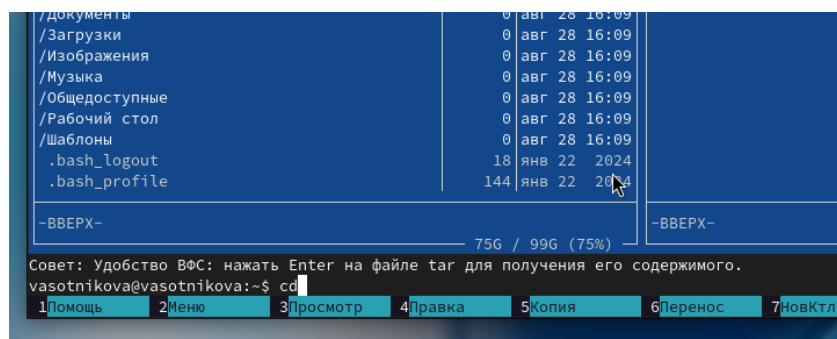 /Документы 0 авг 28 16:09
/Загрузки 0 авг 28 16:09
/Изображения 0 авг 28 16:09
/Музыка 0 авг 28 16:09
/Общедоступные 0 авг 28 16:09
/Рабочий стол 0 авг 28 16:09
/Шаблоны 0 авг 28 16:09
.bash_logout 18 янв 22 2024
.bash_profile 144 янв 22 2024
-ВВЕРХ- -ВВЕРХ-
75G / 99G (75%)
Совет: Удобство ВФС: нажать Enter на файле tar для получения его содержимого.
vasotnikova@vasotnikova:~$ cd
1Помощь 2Меню 3Просмотр 4Правка 5Копия 6Перенос 7НовКтл